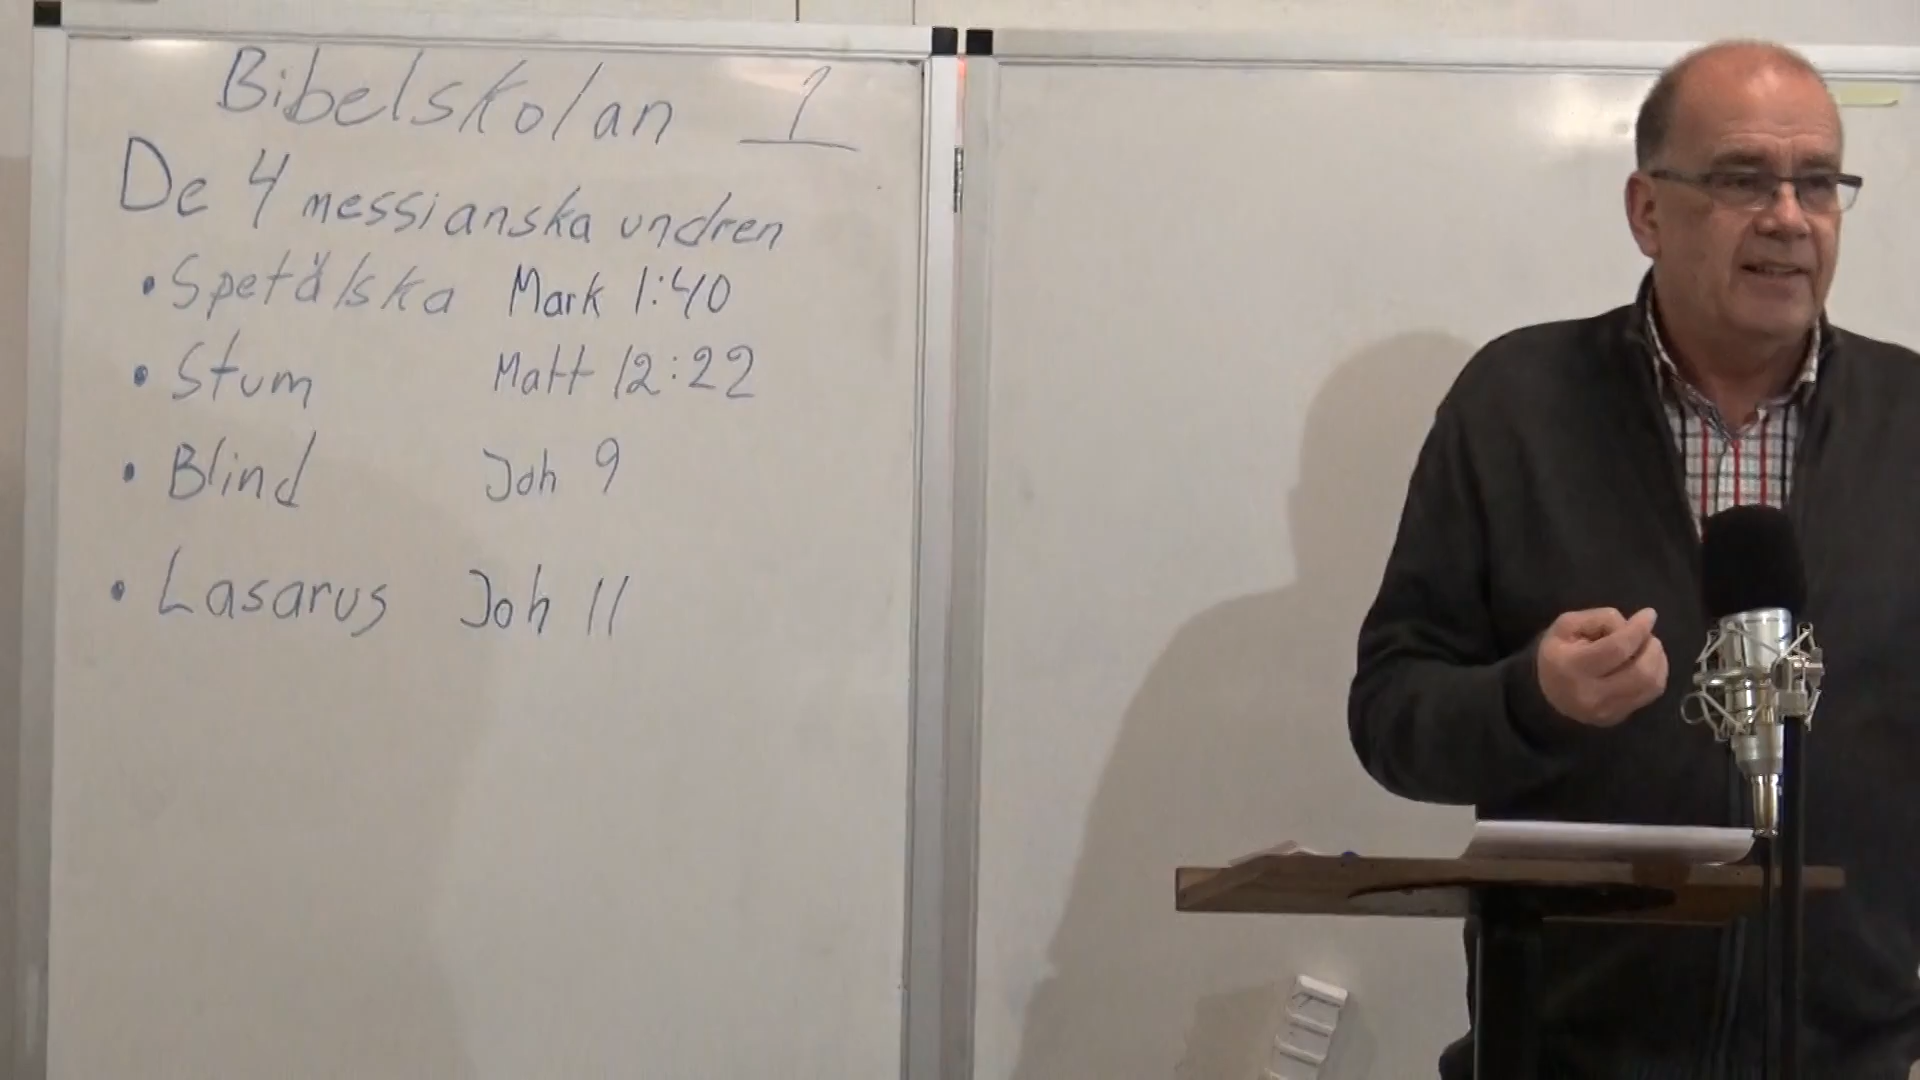 Bibelskolan 1
De 4 messianska undren
• Spetälska Mark 1:40
• Stum Matt 12:22
• Blind Joh 9
• Lasarus Joh 11